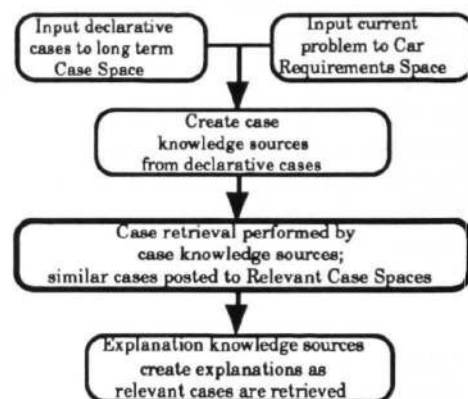 Input declarative
cases to long term
Case Space
Input current
problem to Car
Requirements Space
Create case
knowledge sources
from declarative cases
Case retrieval performed by
case knowledge sources;
similar cases posted to Relevant Case Spaces
Explanation knowledge sources
create explanations as
relevant cases are retrieved